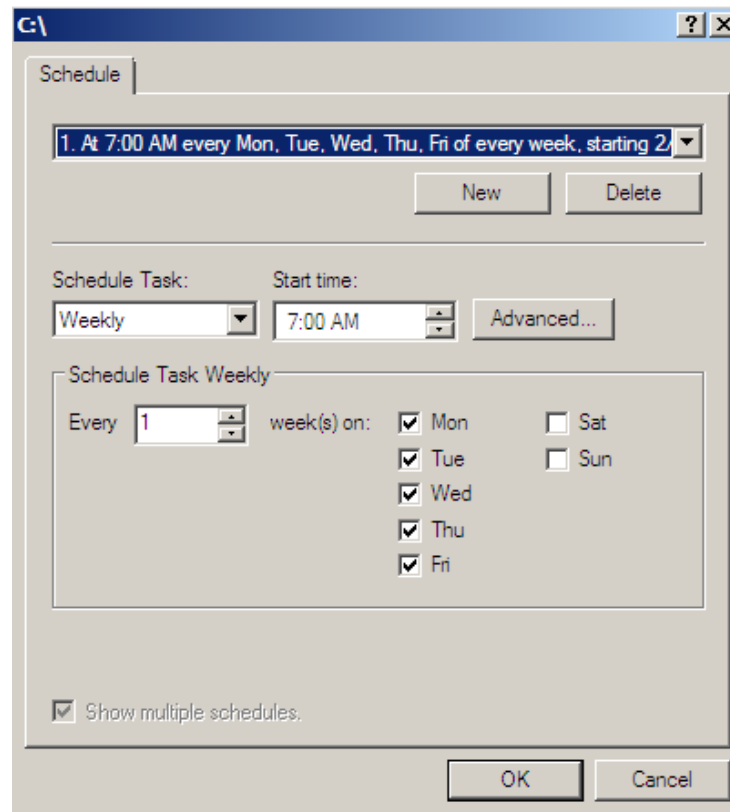 C:\
Schedule
1. At 7:00 AM every Mon, Tue, Wed, Thu, Fri of every week, starting 2/
New Delete
Schedule Task: Start time:
Weekly 7:00 AM Advanced...
Schedule Task Weekly
Every 1 week(s) on: Mon Sat
Tue Sun
Wed
Thu
Fri
Show multiple schedules.
OK Cancel